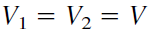 V₁ = V₂ = V